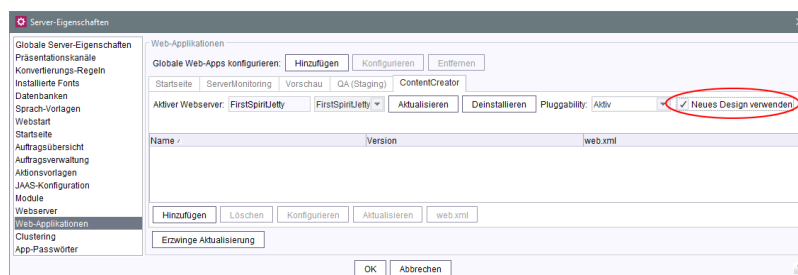 Server-Eigenschaften
Globale Server-Eigenschaften
Präsentationskanäle
Konvertierungs-Regeln
Installierte Fonts
Datenbanken
Sprach-Vorlagen
Webstart
Startseite
Auftragsübersicht
Auftragsverwaltung
Aktionsvorlagen
JAAS-Konfiguration
Module
Webserver
Web-Applikationen
Clustering
App-Passwörter
Web-Applikationen
Globale Web-Apps konfigurieren: Hinzufügen Konfigurieren Entfernen
Startseite ServerMonitoring Vorschau QA (Staging) ContentCreator
Aktiver Webserver: FirstSpiritJetty FirstSpiritJetty Aktualisieren Deinstallieren Pluggability: Aktiv Neues Design verwenden
Name Version web.xml
Hinzufügen Löschen Konfigurieren Aktualisieren web.xml
Erzwinge Aktualisierung
OK Abbrechen